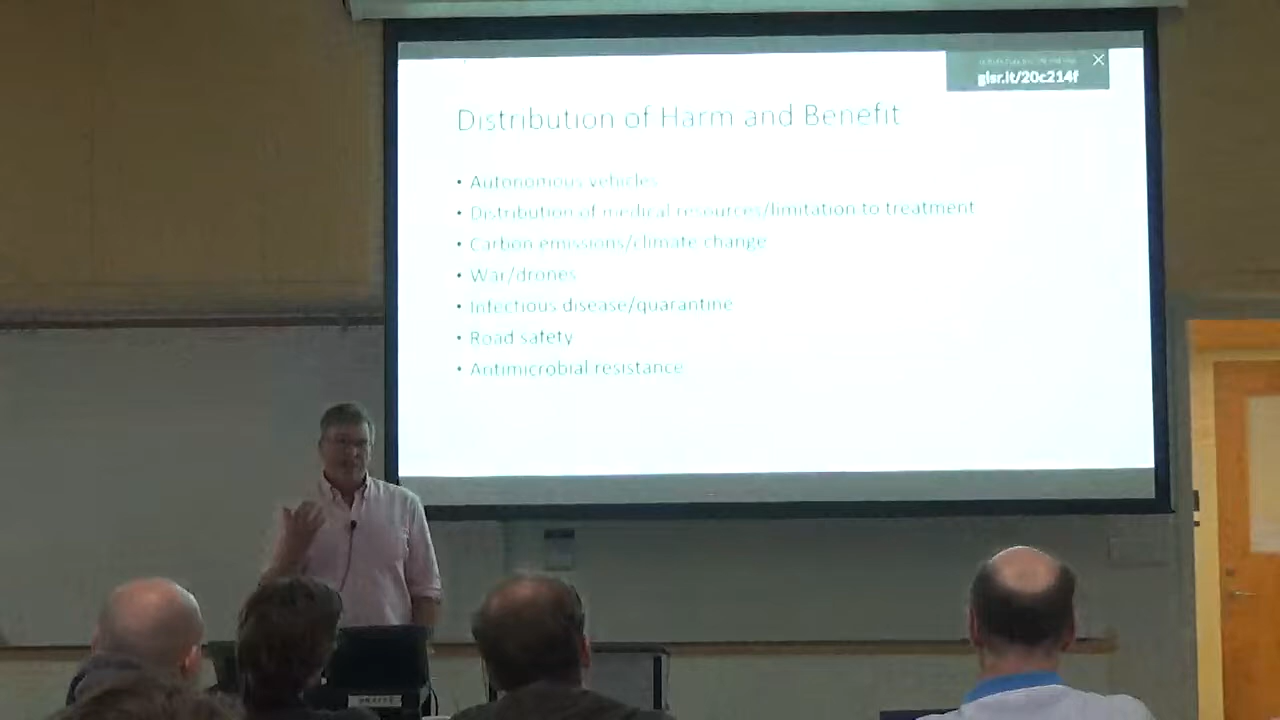 glsr.it/20c214f
Distribution of Harm and Benefit
• Autonomous vehicles
• Distribution of medical resources/limitation to treatment
• Carbon emissions/climate change
• War/drones
• Infectious disease/quarantine
• Road safety
• Antimicrobial resistance